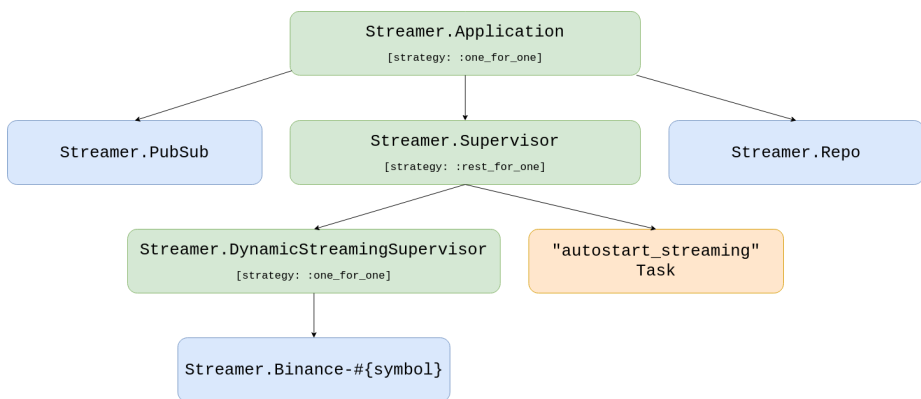 Streamer.Application
[strategy: :one_for_one]
Streamer.PubSub
Streamer.Supervisor
[strategy: :rest_for_one]
Streamer.Repo
Streamer.DynamicStreamingSupervisor
[strategy: :one_for_one]
"autostart_streaming"
Task
Streamer.Binance-#{symbol}